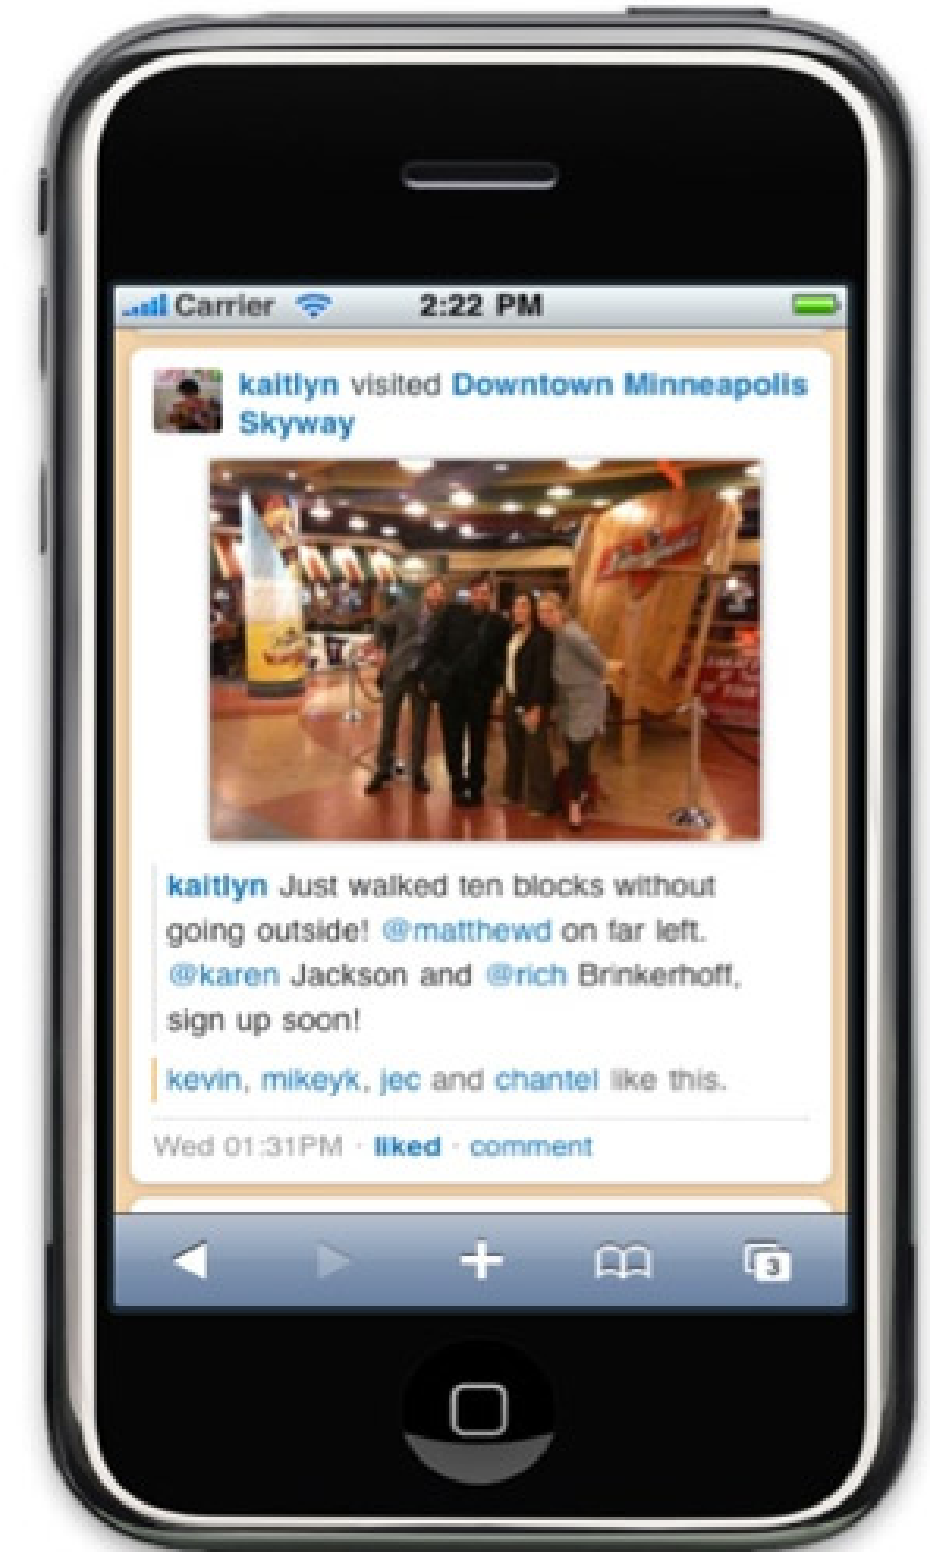 Carrier 2:22 PM
kaitlyn visited Downtown Minneapolis
Skyway
kaitlyn Just walked ten blocks without
going outside! @matthewd on far left.
@karen Jackson and @rich Brinkerhoff,
sign up soon!
kevin, mikeyk, jec and chantel like this.
Wed 01:31PM · liked · comment
3